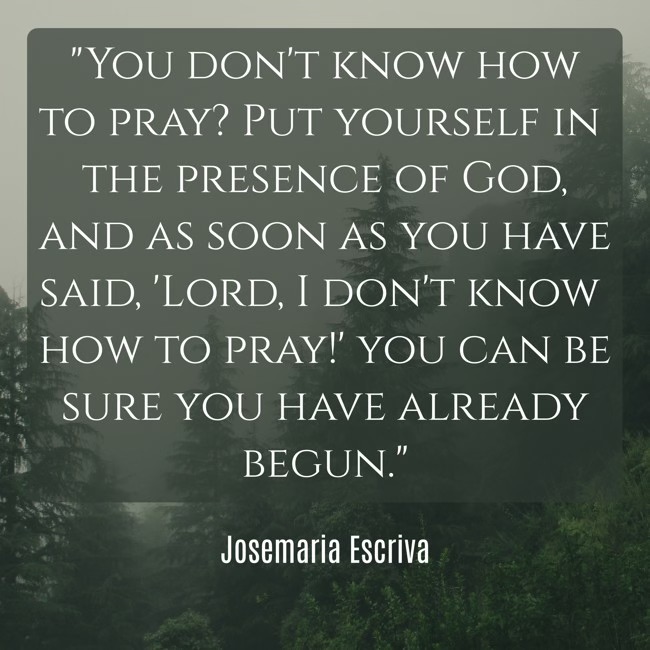 "You don't know how
to pray? Put yourself in
the presence of God,
and as soon as you have
said, 'Lord, I don't know
how to pray!' you can be
sure you have already
begun."
Josemaria Escriva